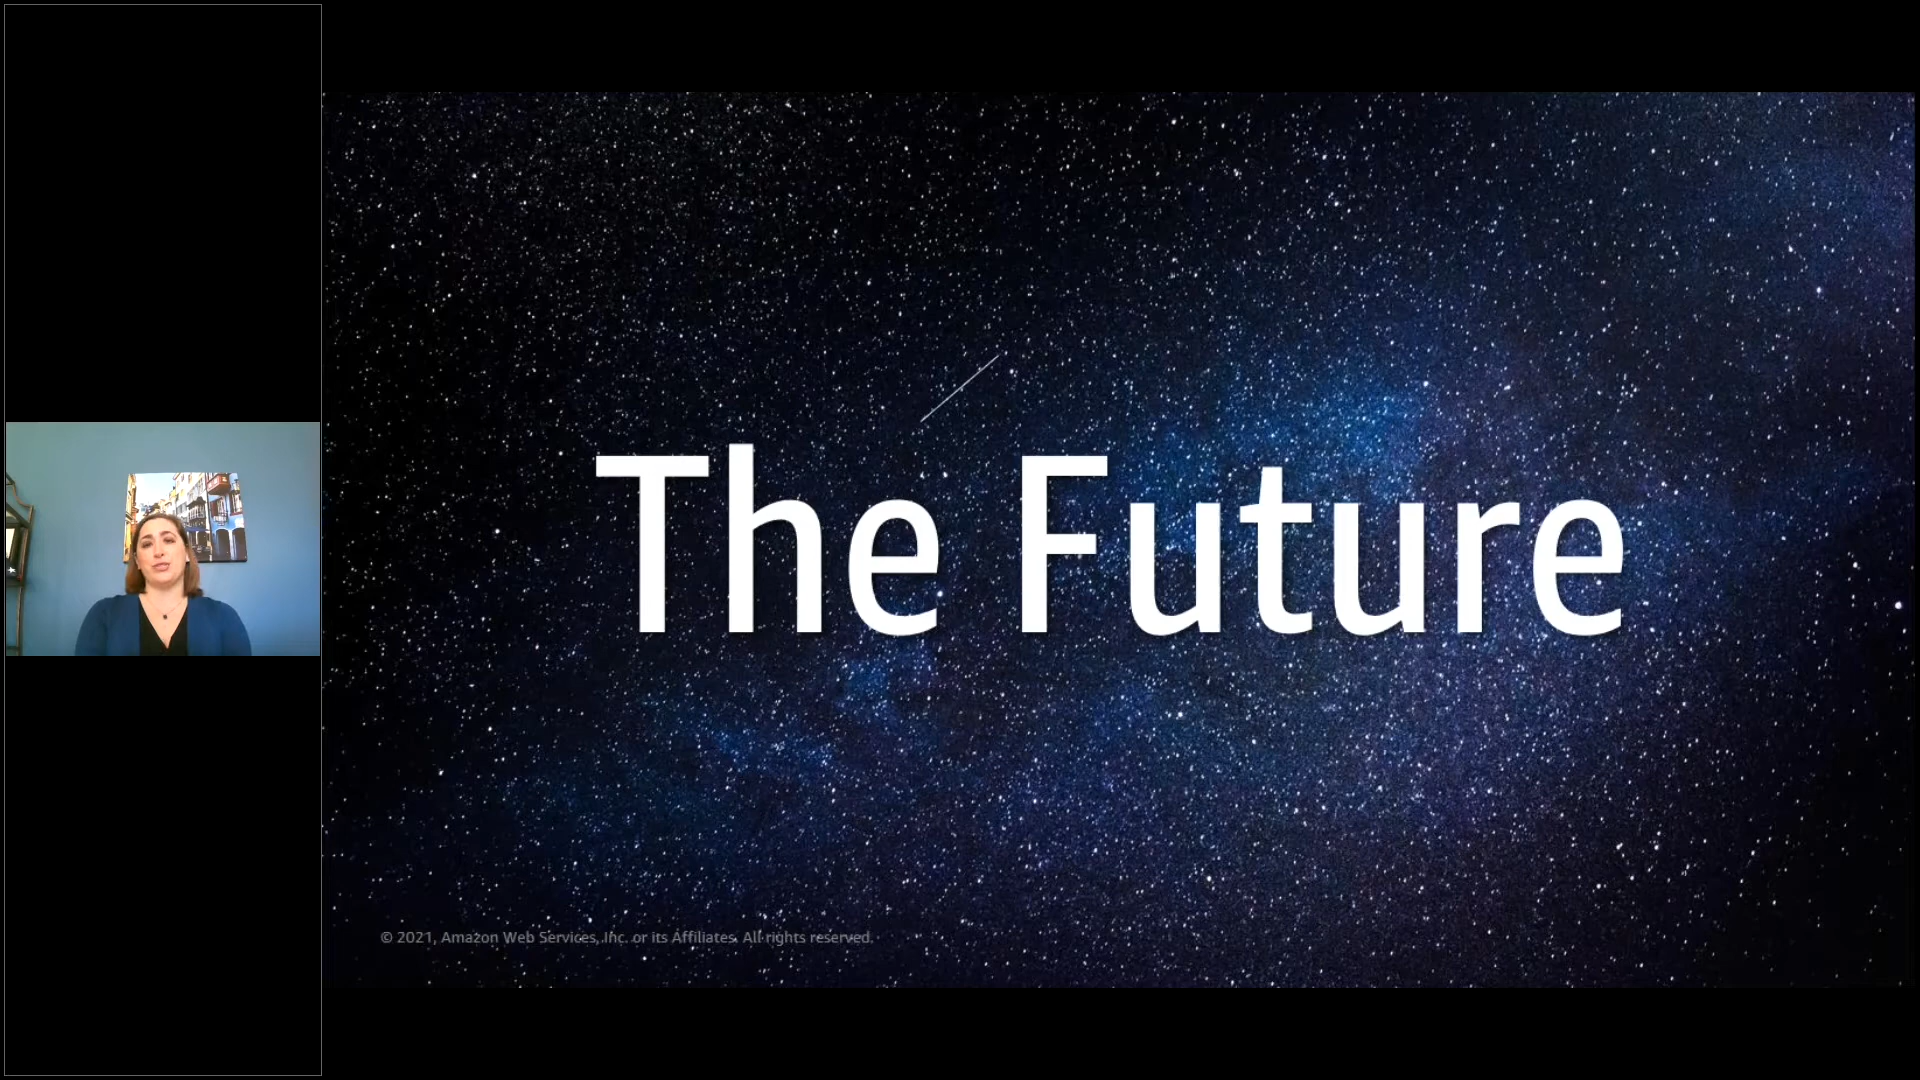 The Future
© 2021, Amazon Web Services, Inc. or its Affiliates. All rights reserved.